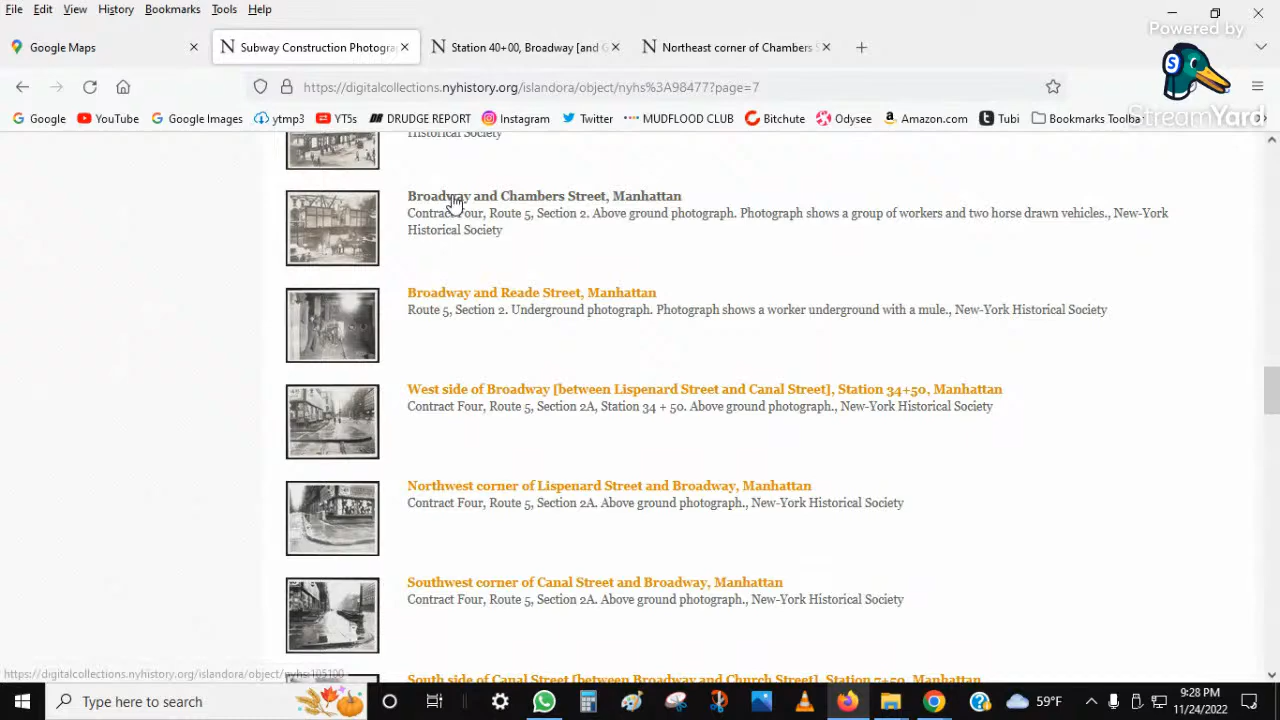 File Edit View History Bookmarks Tools Help
Powered by
Google Maps
Subway Construction Photogra
Station 40+00, Broadway [and G
Northeast corner of Chambers S
https://digitalcollections.nyhistory.org/islandora/object/nyhs%3A98477?page=7
S
StreamYard
Google YouTube Google Images ytmp3 YT5s DRUDGE REPORT Instagram Twitter MUDFLOOD CLUB Bitchute Odysee Amazon.com Tubi Bookmarks Toolbar
Historical Society
Broadway and Chambers Street, Manhattan
Contract Four, Route 5, Section 2. Above ground photograph. Photograph shows a group of workers and two horse drawn vehicles., New-York
Historical Society
Broadway and Reade Street, Manhattan
Route 5, Section 2. Underground photograph. Photograph shows a worker underground with a mule., New-York Historical Society
West side of Broadway [between Lispenard Street and Canal Street], Station 34+50, Manhattan
Contract Four, Route 5, Section 2A, Station 34 + 50. Above ground photograph., New-York Historical Society
Northwest corner of Lispenard Street and Broadway, Manhattan
Contract Four, Route 5, Section 2A. Above ground photograph., New-York Historical Society
Southwest corner of Canal Street and Broadway, Manhattan
Contract Four, Route 5, Section 2A. Above ground photograph., New-York Historical Society
https://digitalcollections.nyhistory.org/islandora/object/nyhs:105100
South side of Canal Street [between Broadway and Church Street], Station 7+50, Manhattan
Type here to search
59°F
9:28 PM
11/24/2022